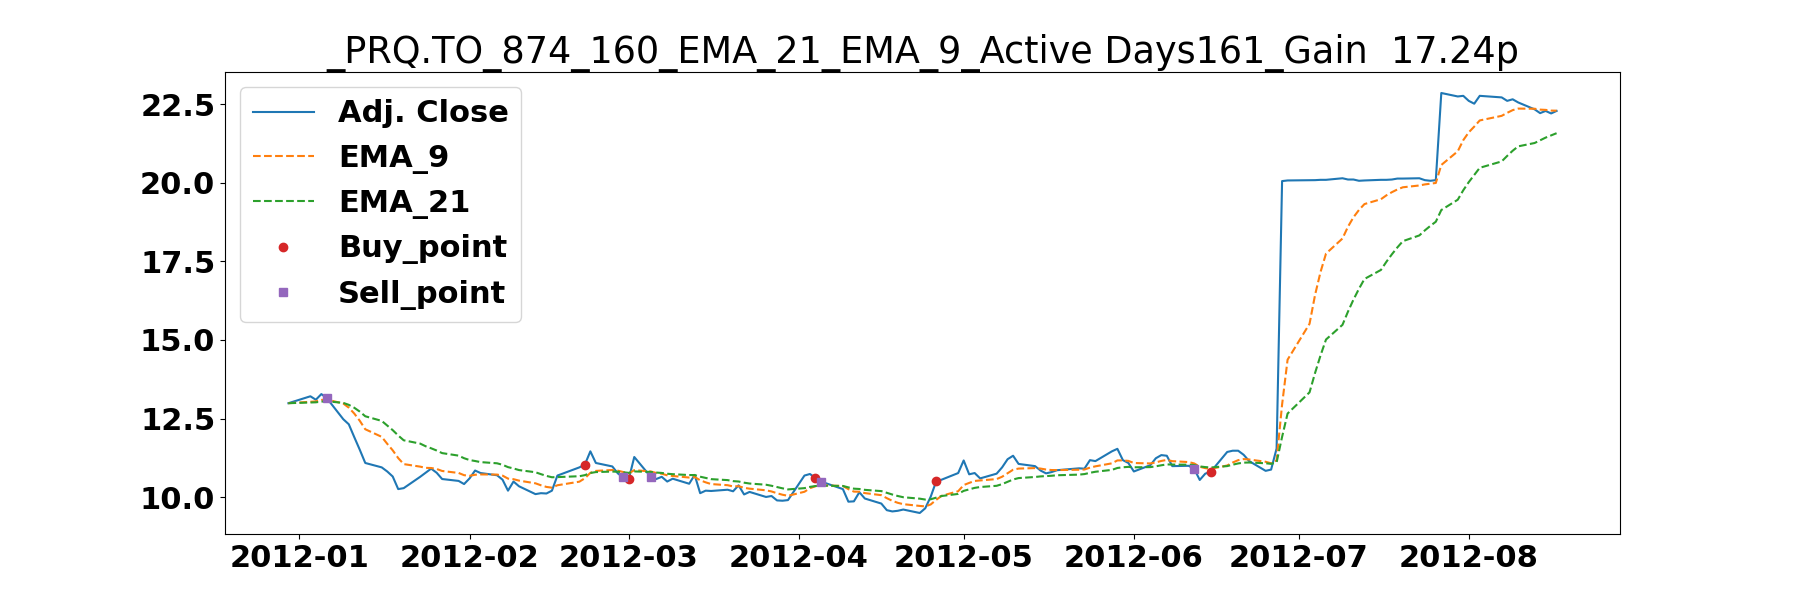 _PRQ.TO_874_160_EMA_21_EMA_9_Active Days161_Gain  17.24p
Adj. Close
EMA_9
EMA_21
Buy_point
Sell_point
22.5
20.0
17.5
15.0
12.5
10.0
2012-01 2012-02 2012-03 2012-04 2012-05 2012-06 2012-07 2012-08